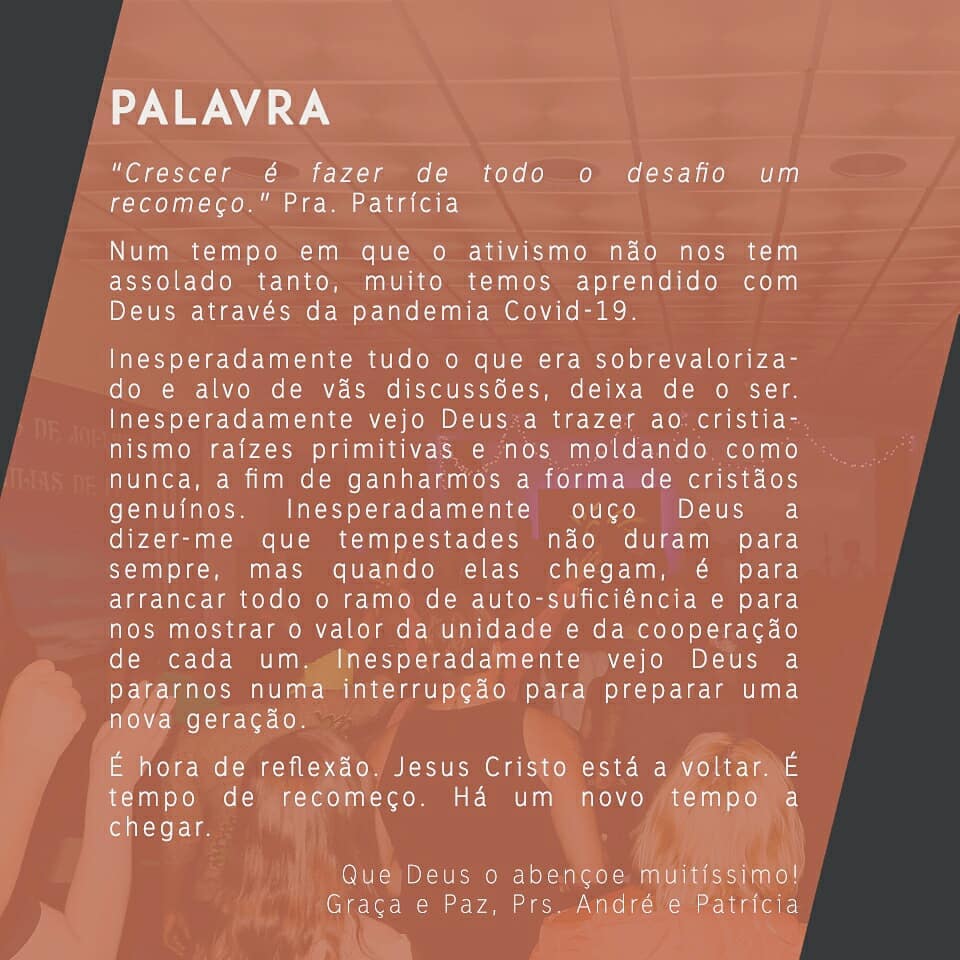 PALAVRA
"Crescer é fazer de todo o desafio um
recomeço." Pra. Patrícia
Num tempo em que o ativismo não nos tem
assolado tanto, muito temos aprendido com
Deus através da pandemia Covid-19.
Inesperadamente tudo o que era sobrevaloriza-
do e alvo de vãs discussões, deixa de o ser.
Inesperadamente vejo Deus a trazer ao cristia-
nismo raízes primitivas e nos moldando como
nunca, a fim de ganharmos a forma de cristãos
genuínos. Inesperadamente ouço Deus a
dizer-me que tempestades não duram para
sempre, mas quando elas chegam, é para
arrancar todo o ramo de auto-suficiência e para
nos mostrar o valor da unidade e da cooperação
de cada um. Inesperadamente vejo Deus a
pararnos numa interrupção para preparar uma
nova geração.
É hora de reflexão. Jesus Cristo está a voltar. É
tempo de recomeço. Há um novo tempo a
chegar.
Que Deus o abençoe muitíssimo!
Graça e Paz, Prs. André e Patrícia